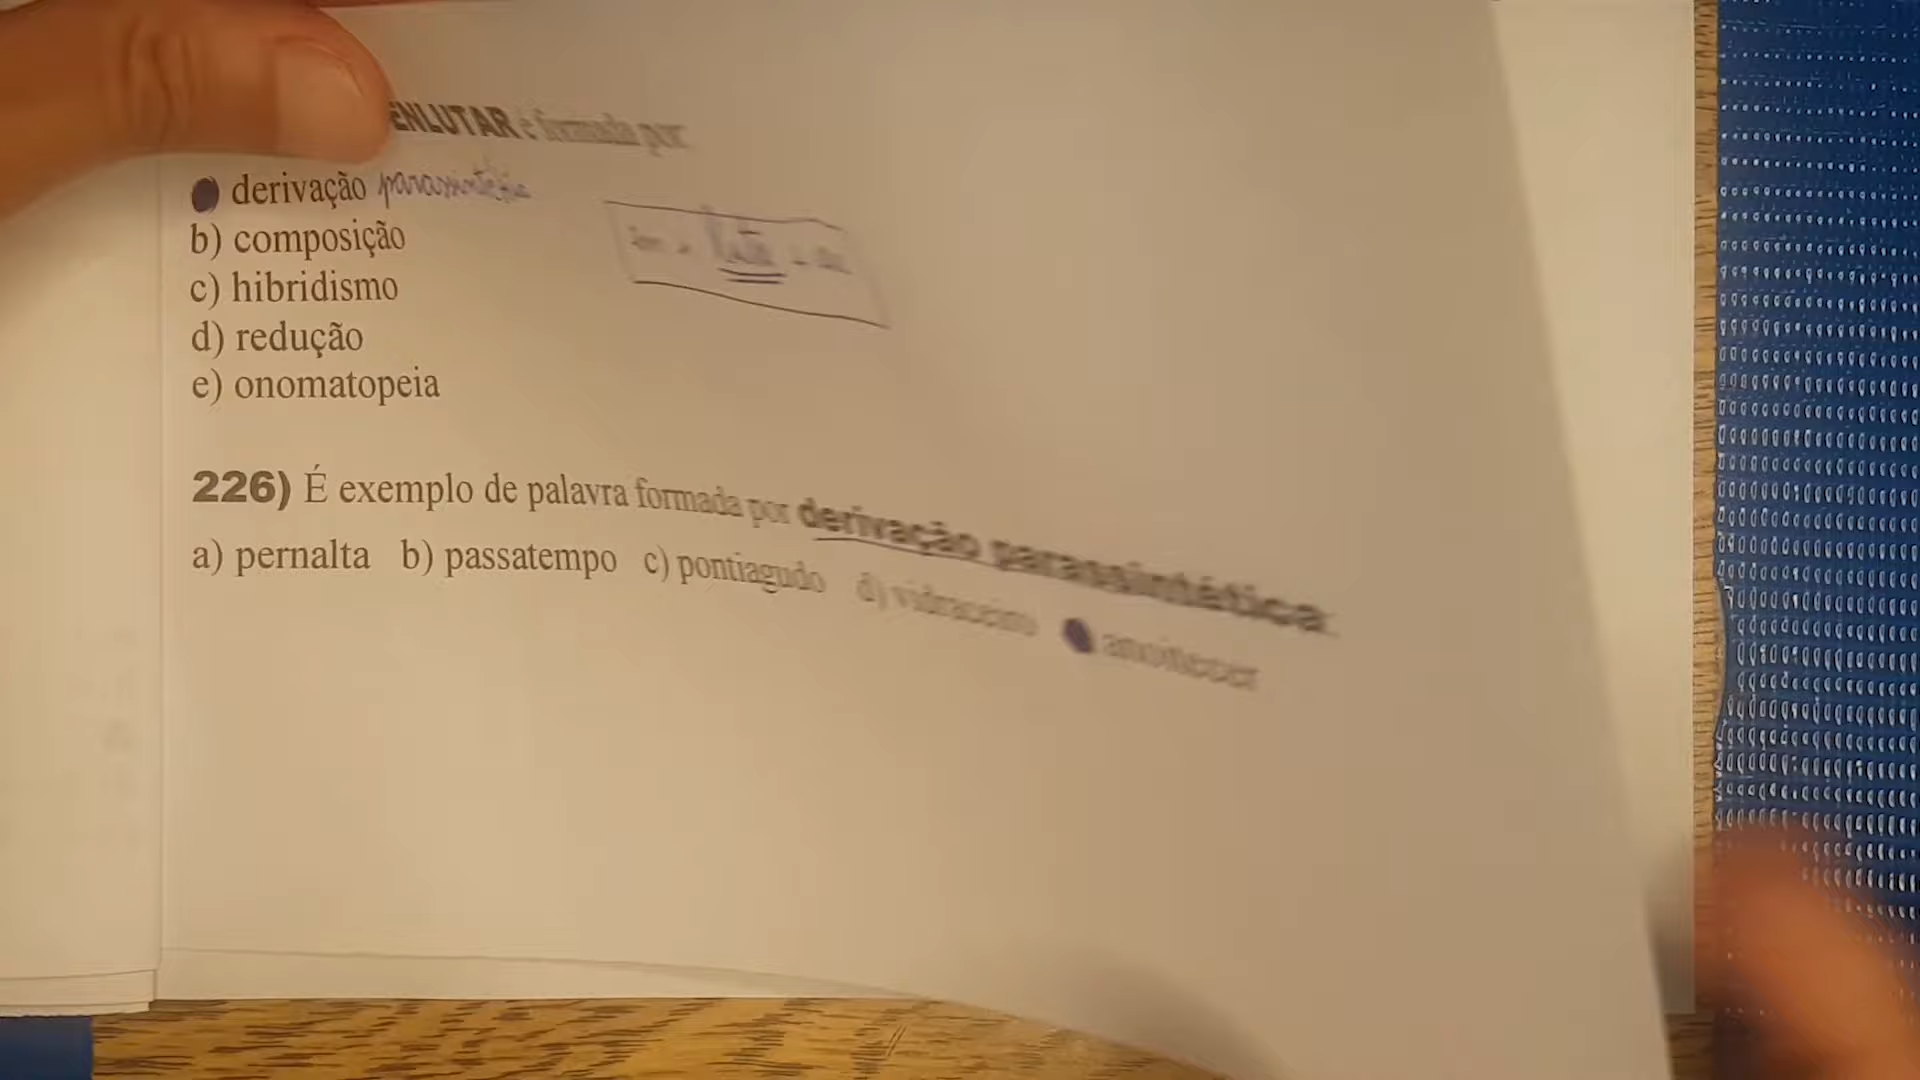 ENLUTAR é formada por
derivação parassintética
b) composição
c) hibridismo
d) redução
e) onomatopeia
226) É exemplo de palavra formada por derivação parassintética:
a) pernalta b) passatempo c) pontiagudo d) vidraceiro anoitecer